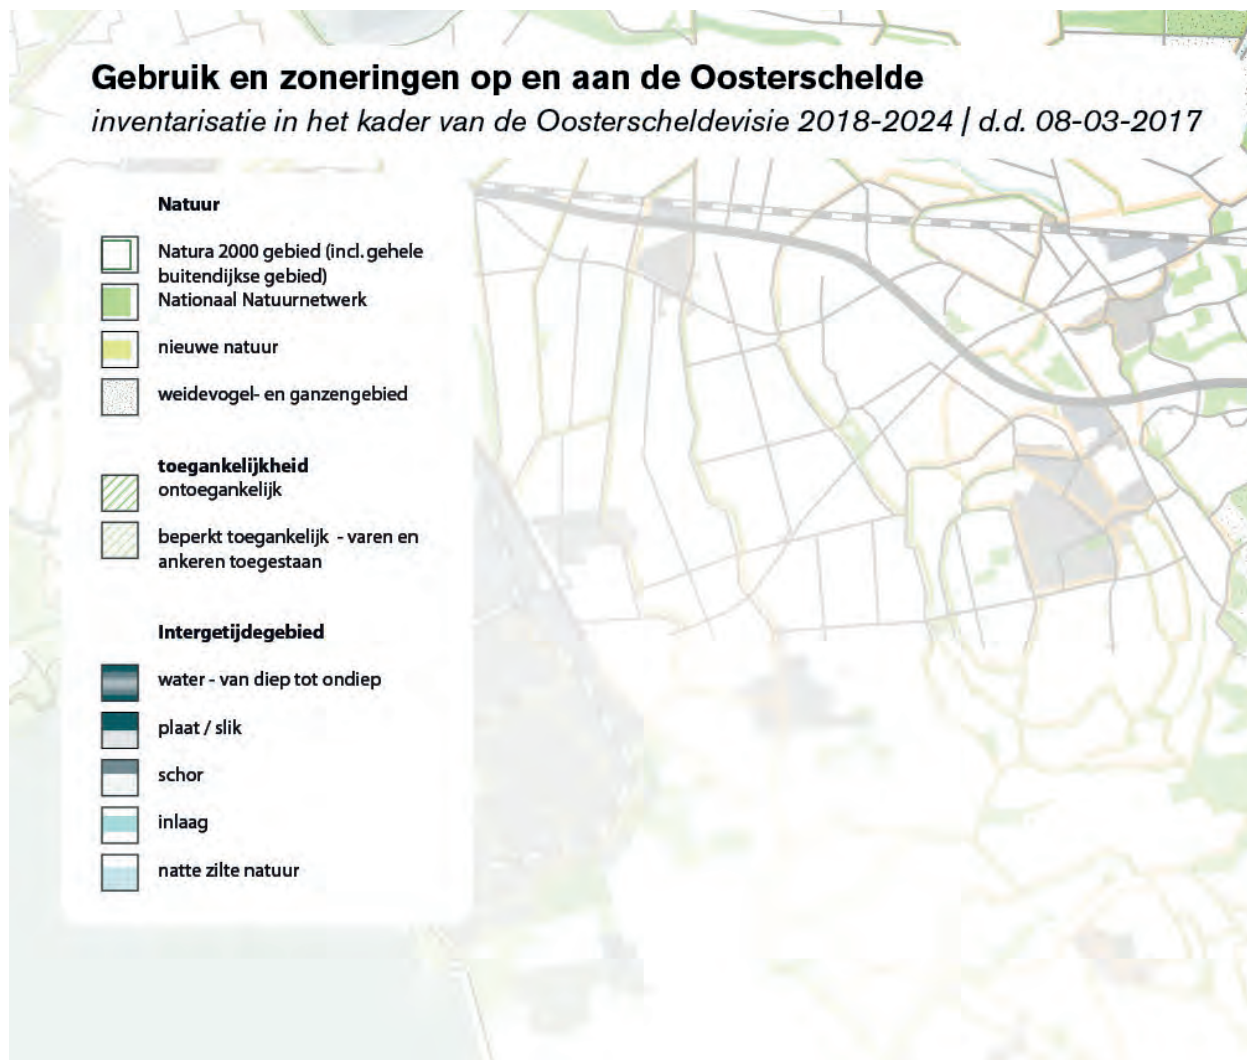 Gebruik en zoneringen op en aan de Oosterschelde
inventarisatie in het kader van de Oosterscheldevisie 2018-2024 | d.d. 08-03-2017
Natuur
Natura 2000 gebied (incl. gehele
buitendijkse gebied)
Nationaal Natuurnetwerk
nieuwe natuur
weidevogel- en ganzengebied
toegankelijkheid
ontoegankelijk
beperkt toegankelijk - varen en
ankeren toegestaan
Intergetijdegebied
water - van diep tot ondiep
plaat / slik
schor
inlaag
natte zilte natuur